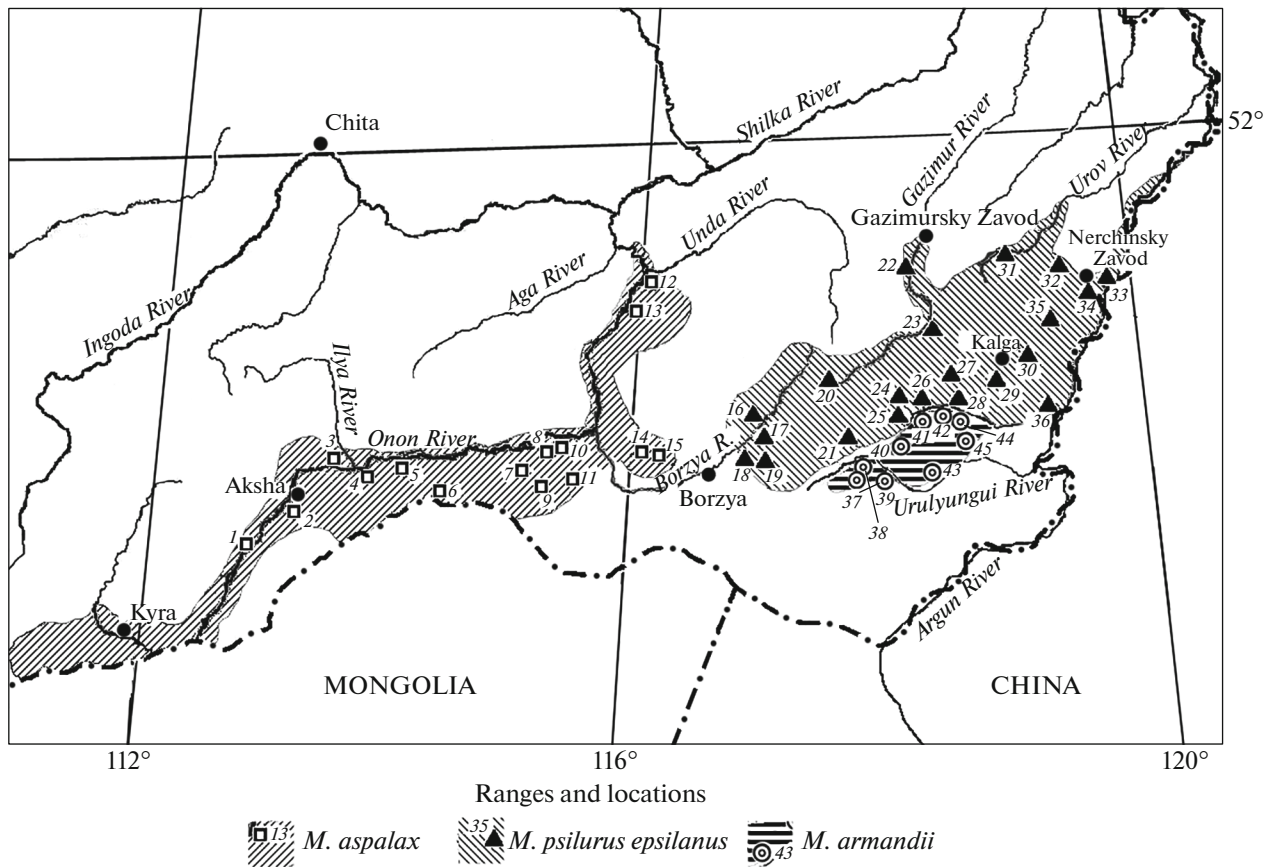 52°
Chita
Shilka River
Gazimur River
Urov River
Unda River
Gazimursky Zavod
Nerchinsky
Zavod
Ingoda River
Aga River
22
31
32
33
34
12
13
35
23
Kalga
30
Ilya River
27
29
20
24
26
28
36
16
25
Onon River
3
8
10
14
15
17
21
41
42
44
40
45
4
5
7
11
Borzya R.
18
19
43
Aksha
6
9
Borzya
37
39
Urulyungui River
2
38
1
Argun River
Kyra
MONGOLIA
CHINA
112°
116°
120°
Ranges and locations
13 M. aspalax
35 M. psilurus epsilanus
43 M. armandii